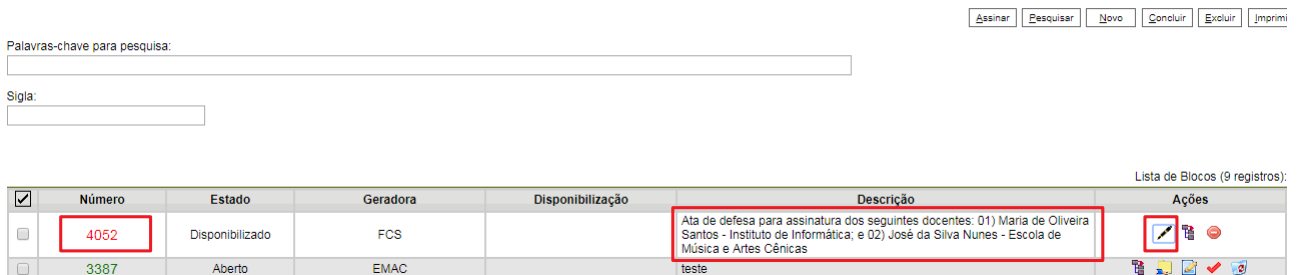 Assinar Pesquisar Novo Concluir Excluir Imprimi
Palavras-chave para pesquisa:
Sigla:
Lista de Blocos (9 registros):
Número Estado Geradora Disponibilização Descrição Ações
4052 Disponibilizado FCS Ata de defesa para assinatura dos seguintes docentes: 01) Maria de Oliveira
Santos - Instituto de Informática; e 02) José da Silva Nunes - Escola de
Música e Artes Cênicas
3387 Aberto EMAC teste